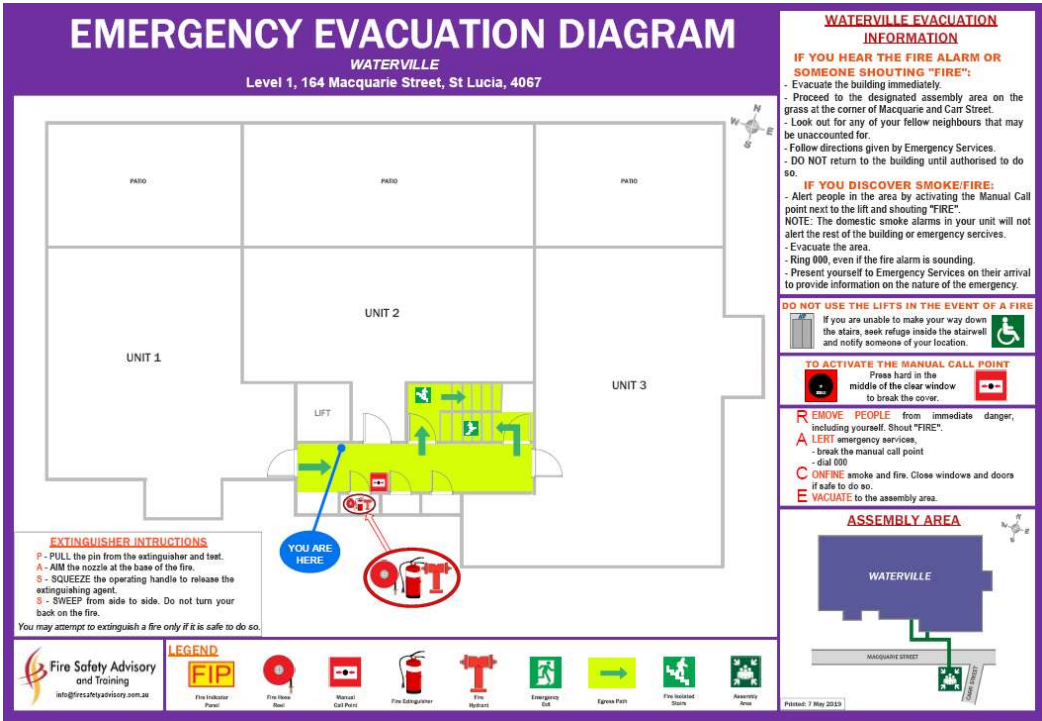 EMERGENCY EVACUATION DIAGRAM
WATERVILLE
Level 1, 164 Macquarie Street, St Lucia, 4067
N
W
E
S
PATIO
PATIO
PATIO
UNIT 1
UNIT 2
UNIT 3
LIFT
YOU ARE
HERE
EXTINGUISHER INTRUCTIONS
P - PULL the pin from the extinguisher and test.
A - AIM the nozzle at the base of the fire.
S - SQUEEZE the operating handle to release the
extinguishing agent.
S - SWEEP from side to side. Do not turn your
back on the fire.
You may attempt to extinguish a fire only if it is safe to do so.
WATERVILLE EVACUATION
INFORMATION
IF YOU HEAR THE FIRE ALARM OR
SOMEONE SHOUTING "FIRE":
- Evacuate the building immediately.
- Proceed to the designated assembly area on the
grass at the corner of Macquarie and Carr Street.
- Look out for any of your fellow neighbours that may
be unaccounted for.
- Follow directions given by Emergency Services.
- DO NOT return to the building until authorised to do
so.
IF YOU DISCOVER SMOKE/FIRE:
- Alert people in the area by activating the Manual Call
point next to the lift and shouting "FIRE".
NOTE: The domestic smoke alarms in your unit will not
alert the rest of the building or emergency sercives.
- Evacuate the area.
- Ring 000, even if the fire alarm is sounding.
- Present yourself to Emergency Services on their arrival
to provide information on the nature of the emergency.
DO NOT USE THE LIFTS IN THE EVENT OF A FIRE
If you are unable to make your way down
the stairs, seek refuge inside the stairwell
and notify someone of your location.
TO ACTIVATE THE MANUAL CALL POINT
Press hard in the
middle of the clear window
to break the cover.
R EMOVE PEOPLE from immediate danger,
including yourself. Shout "FIRE".
A LERT emergency services,
- break the manual call point
- dial 000
C ONFINE smoke and fire. Close windows and doors
if safe to do so.
E VACUATE to the assembly area.
ASSEMBLY AREA
N
W
E
S
WATERVILLE
MACQUARIE STREET
CARR STREET
Printed: 7 May 2019
Fire Safety Advisory
and Training
info@firesafetyadvisory.com.au
LEGEND
FIP
Fire Indicator
Panel
Fire Hose
Reel
Manual
Call Point
Fire Extinguisher
Fire
Hydrant
Emergency
Exit
Egress Path
Fire Isolated
Stairs
Assembly
Area